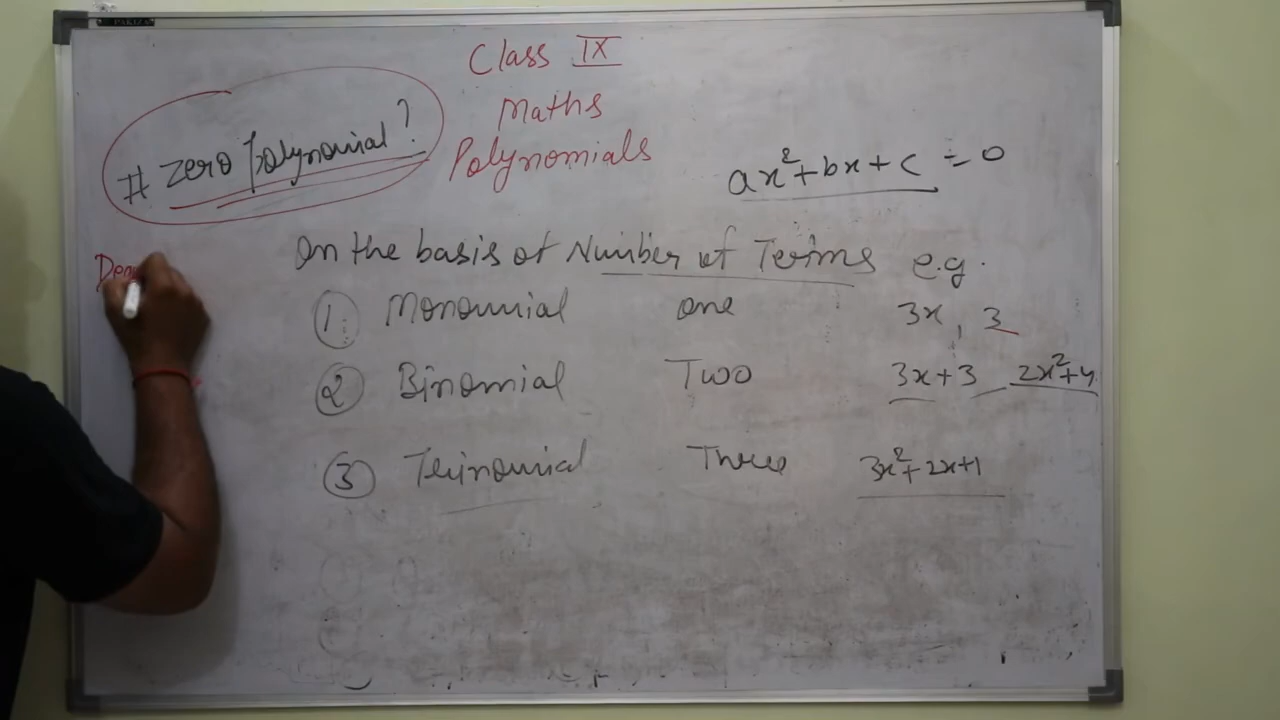 Class IX
Maths
Polynomials
# zero polynomial?
ax²+bx+c = 0
On the basis of Number of Terms e.g.
1. Monomial one 3x, 3
2 Binomial Two 3x+3 2x²+4
3 Trinomial Three 3x²+2x+1